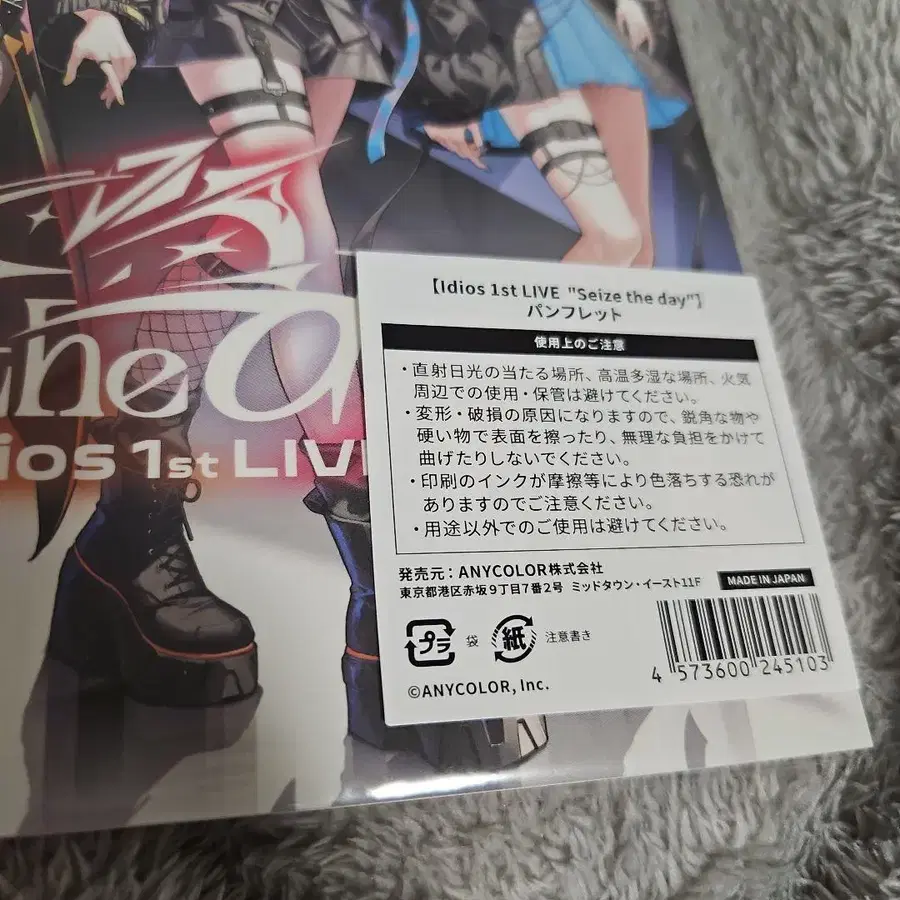 the
Idios 1st LIVE
【Idios 1st LIVE "Seize the day"】
パンフレット
使用上のご注意
・直射日光の当たる場所、高温多湿な場所、火気
周辺での使用・保管は避けてください。
・変形・破損の原因になりますので、鋭角な物や
硬い物で表面を擦ったり、無理な負担をかけて
曲げたりしないでください。
・印刷のインクが摩擦等により色落ちする恐れが
ありますのでご注意ください。
・用途以外でのご使用は避けてください。
発売元：ANYCOLOR株式会社
東京都港区赤坂9丁目7番2号 ミッドタウン・イースト11F
MADE IN JAPAN
プラ 袋 紙 注意書き
4 573600 245103
©ANYCOLOR, Inc.